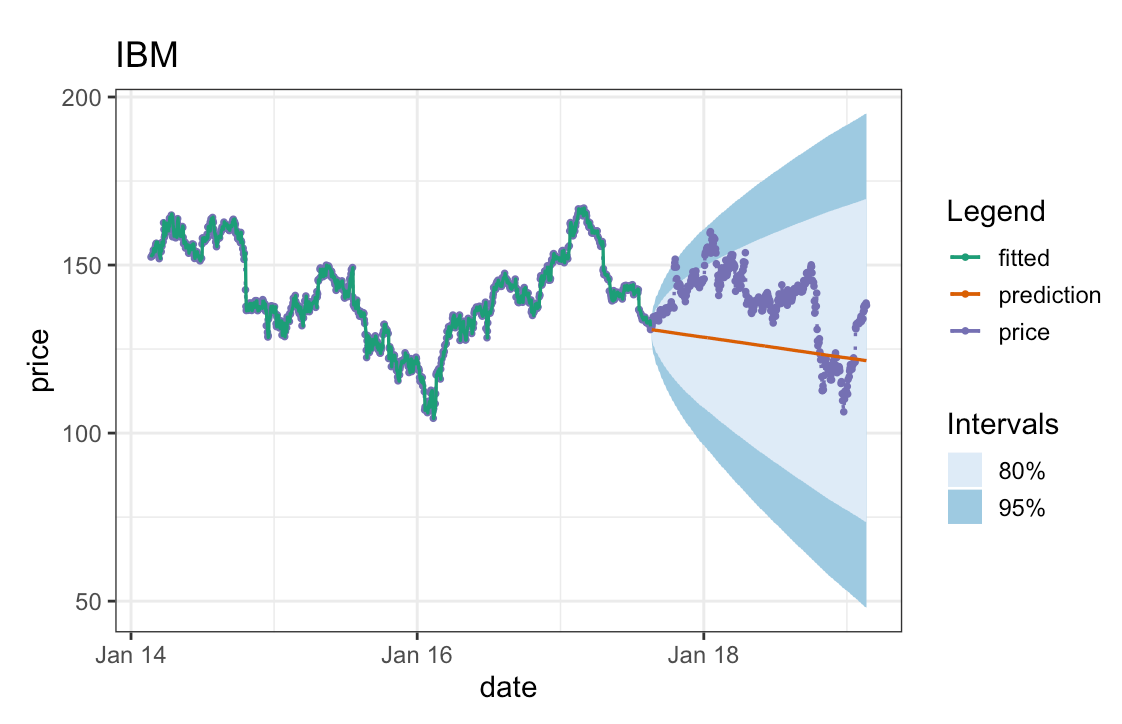 IBM
200
150
100
50
price
Jan 14
Jan 16
Jan 18
date
Legend
fitted
prediction
price
Intervals
80%
95%